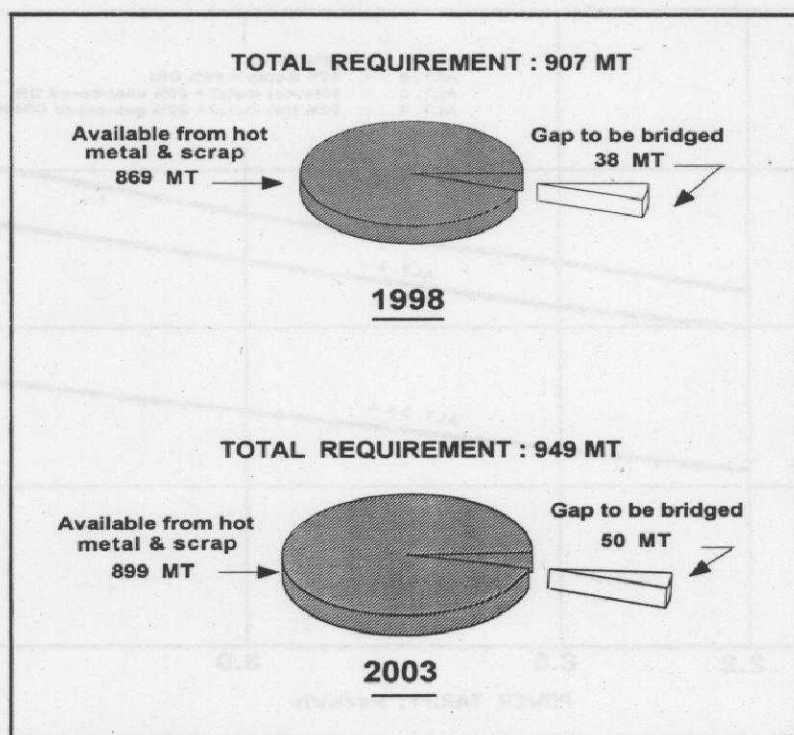 TOTAL REQUIREMENT : 907 MT
Available from hot
metal & scrap
869 MT
Gap to be bridged
38 MT
1998
TOTAL REQUIREMENT : 949 MT
Available from hot
metal & scrap
899 MT
Gap to be bridged
50 MT
2003